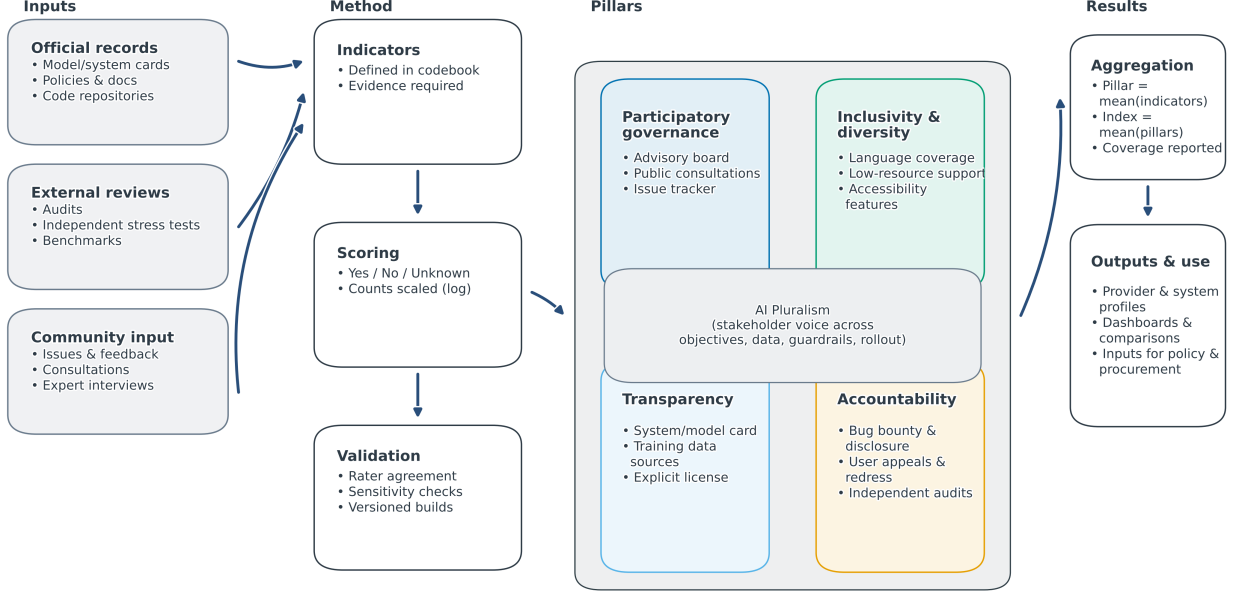 Inputs
Official records
• Model/system cards
• Policies & docs
• Code repositories
External reviews
• Audits
• Independent stress tests
• Benchmarks
Community input
• Issues & feedback
• Consultations
• Expert interviews
Method
Indicators
• Defined in codebook
• Evidence required
Scoring
• Yes / No / Unknown
• Counts scaled (log)
Validation
• Rater agreement
• Sensitivity checks
• Versioned builds
Pillars
Participatory
governance
• Advisory board
• Public consultations
• Issue tracker
Inclusivity &
diversity
• Language coverage
• Low-resource support
• Accessibility
features
AI Pluralism
(stakeholder voice across
objectives, data, guardrails, rollout)
Transparency
• System/model card
• Training data
sources
• Explicit license
Accountability
• Bug bounty &
disclosure
• User appeals &
redress
• Independent audits
Results
Aggregation
• Pillar =
mean(indicators)
• Index =
mean(pillars)
• Coverage reported
Outputs & use
• Provider & system
profiles
• Dashboards &
comparisons
• Inputs for policy &
procurement